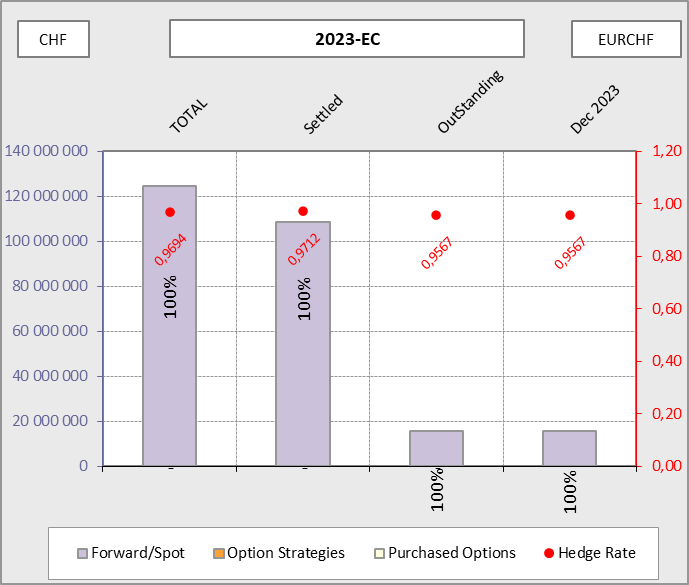 CHF
2023-EC
EURCHF
TOTAL
Settled
OutStanding
Dec 2023
140 000 000
120 000 000
100 000 000
80 000 000
60 000 000
40 000 000
20 000 000
0
1,20
1,00
0,80
0,60
0,40
0,20
0,00
0,9694
0,9712
0,9567
0,9567
100%
100%
-
-
100%
100%
Forward/Spot
Option Strategies
Purchased Options
Hedge Rate